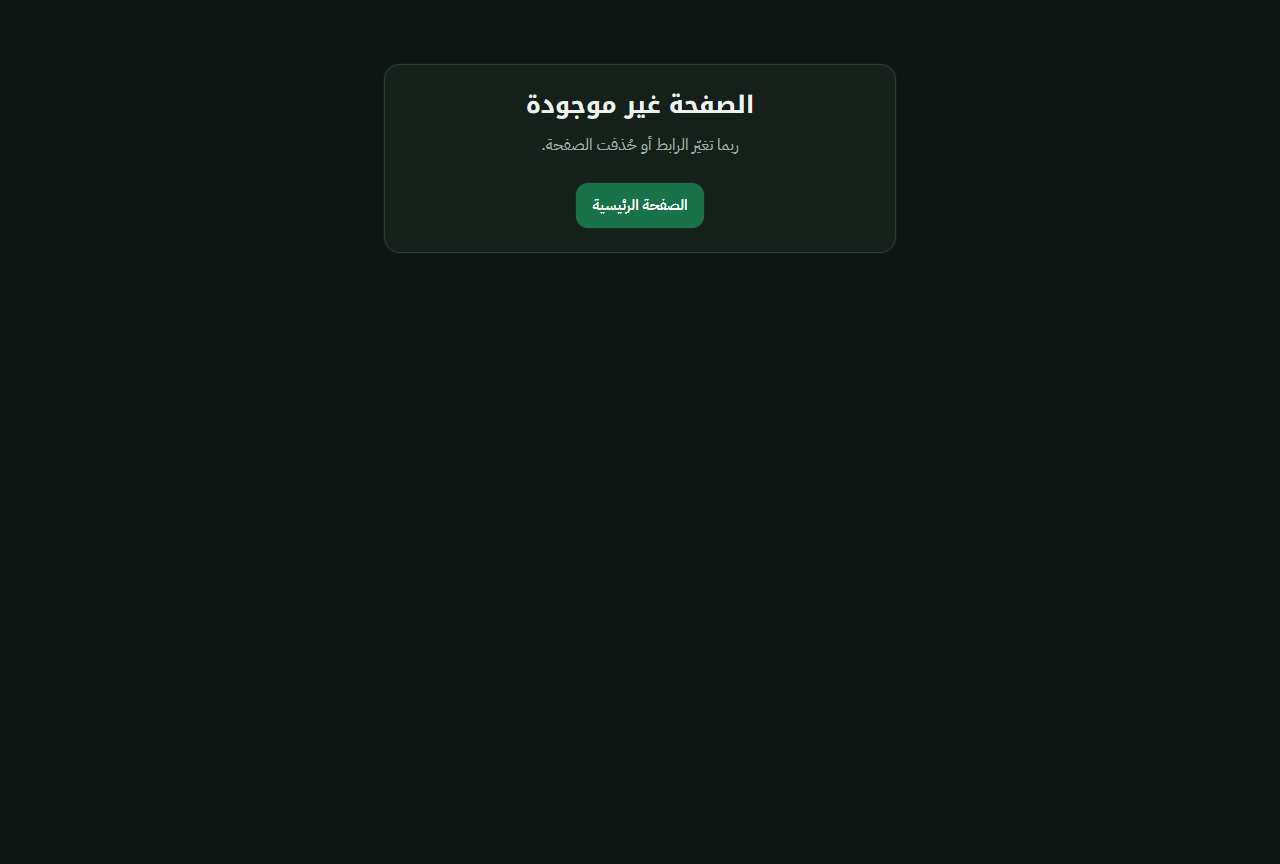 الصفحة غير موجودة
ربما تغيّر الرابط أو حُذفت الصفحة.
الصفحة الرئيسية